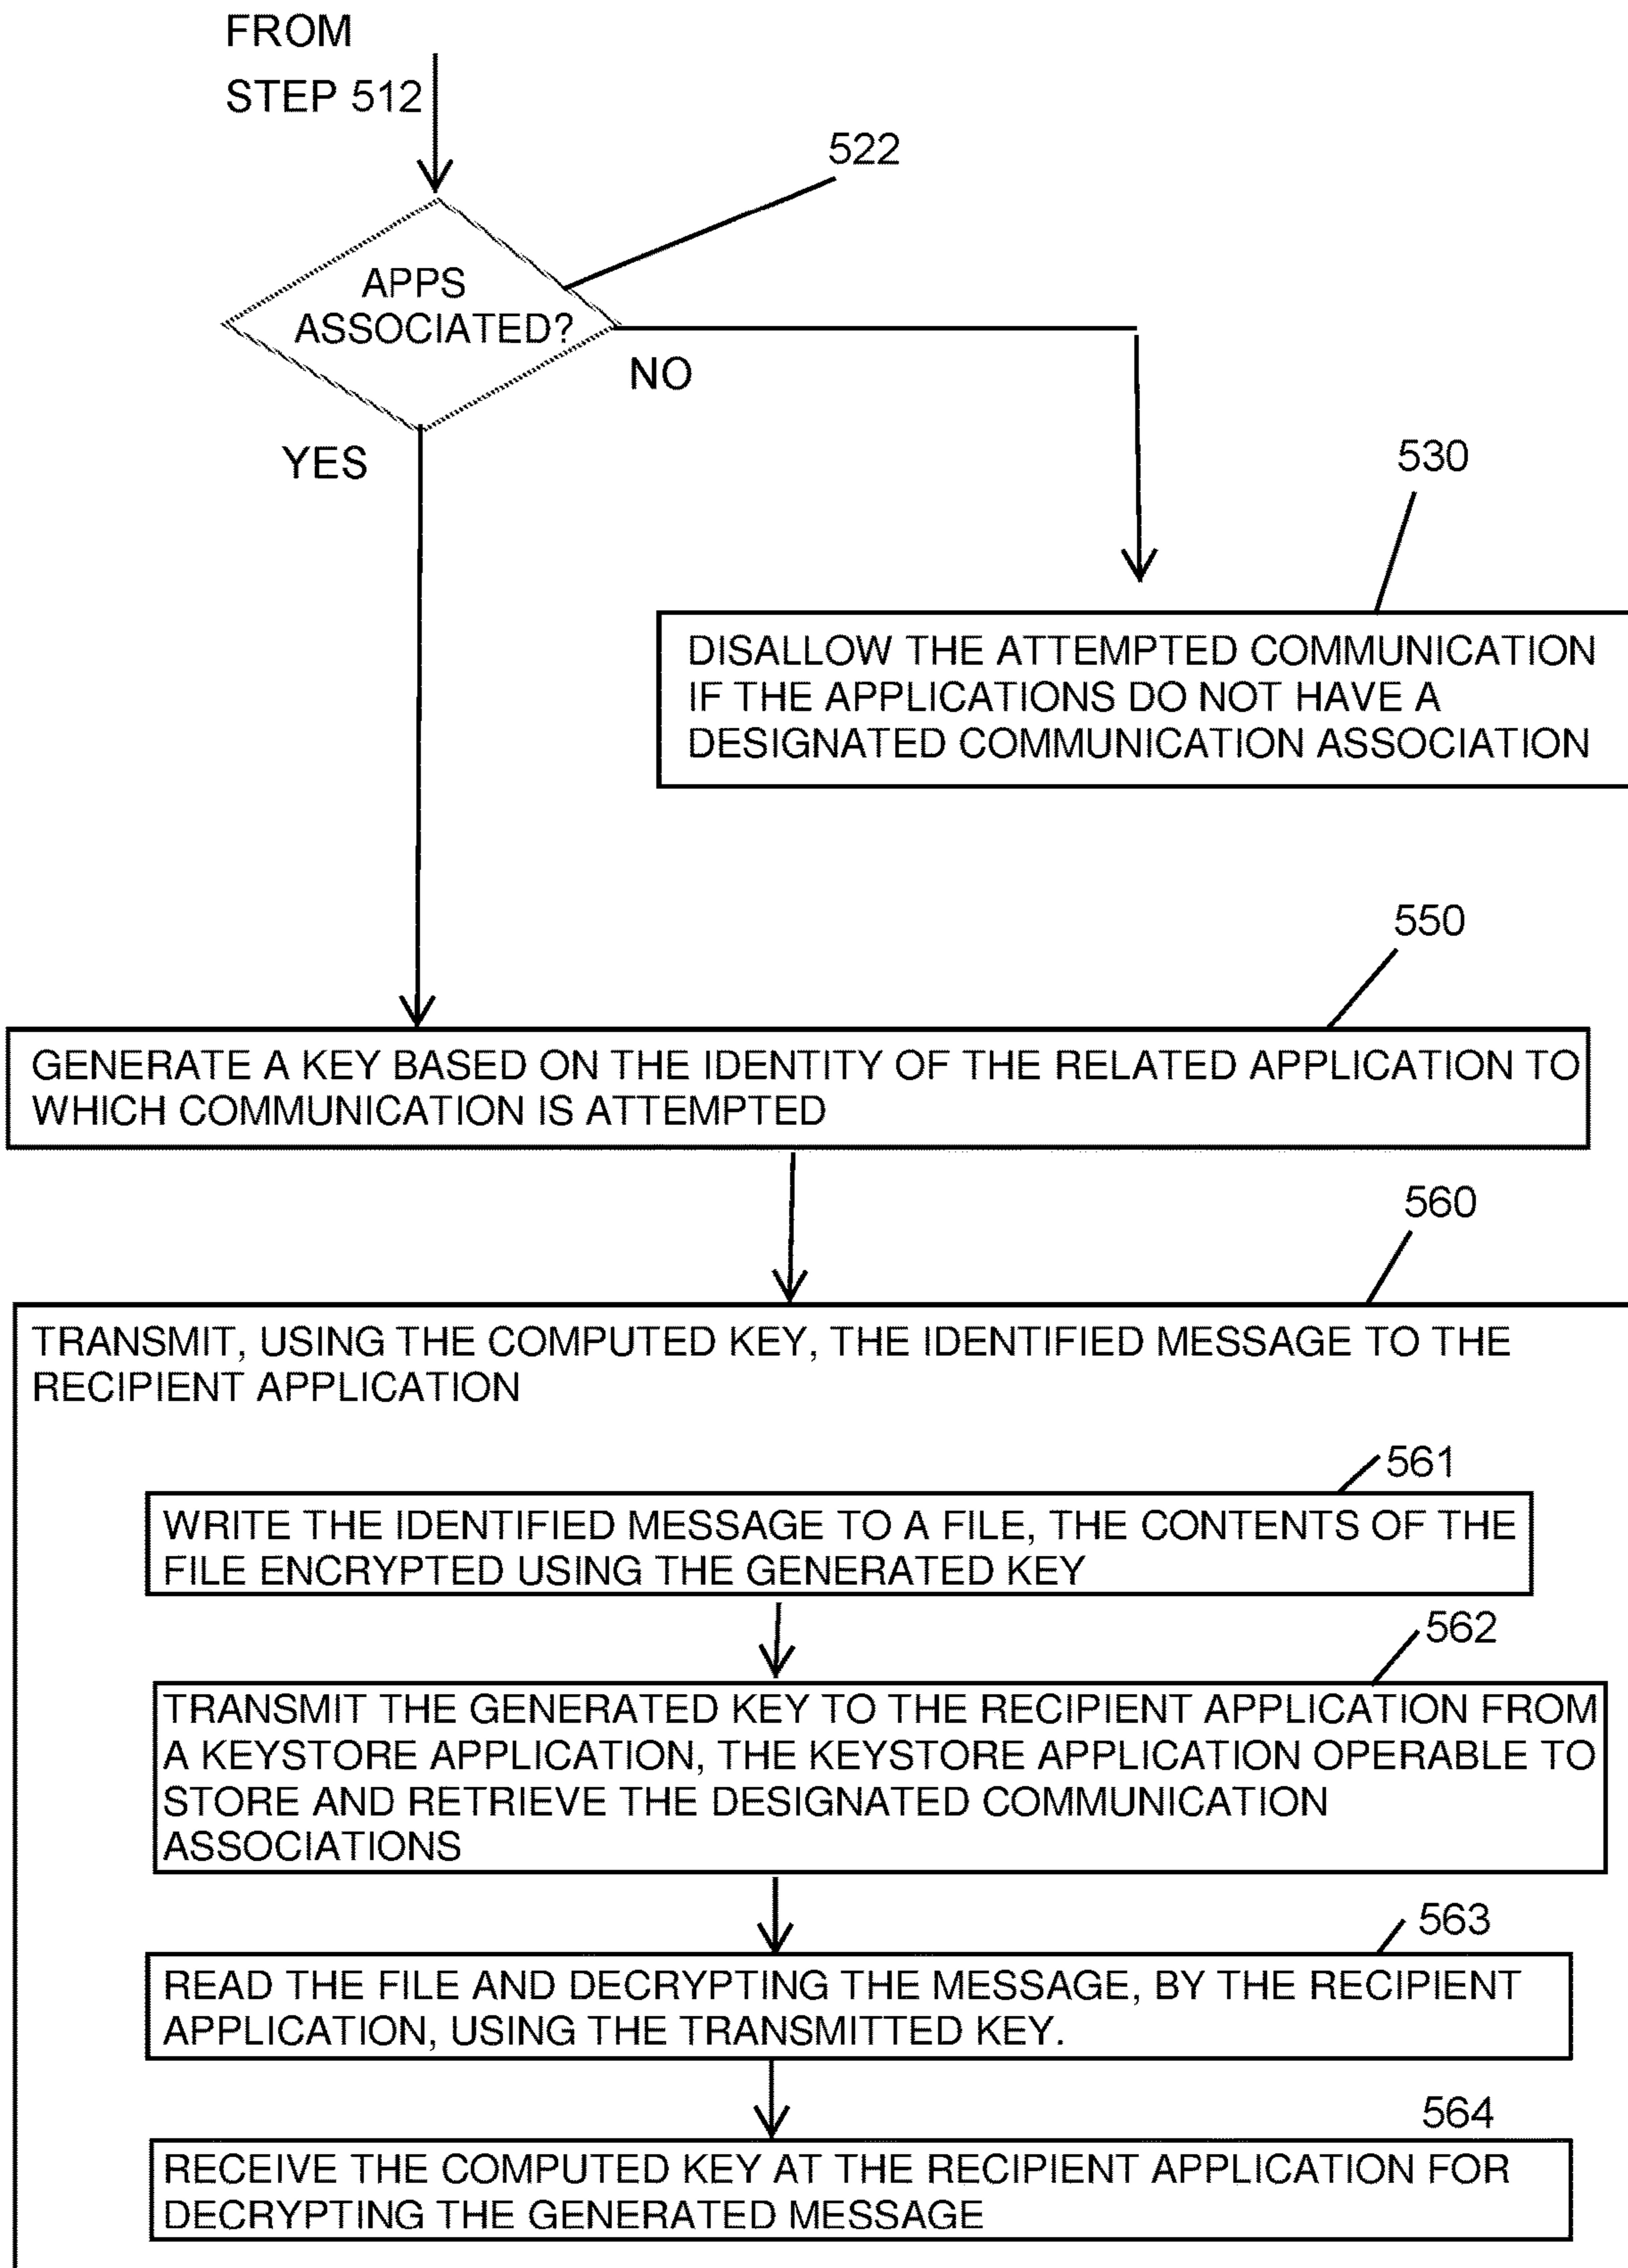 FROM
STEP 512
522
APPS
ASSOCIATED?
NO
YES
530
DISALLOW THE ATTEMPTED COMMUNICATION
IF THE APPLICATIONS DO NOT HAVE A
DESIGNATED COMMUNICATION ASSOCIATION
550
GENERATE A KEY BASED ON THE IDENTITY OF THE RELATED APPLICATION TO
WHICH COMMUNICATION IS ATTEMPTED
560
TRANSMIT, USING THE COMPUTED KEY, THE IDENTIFIED MESSAGE TO THE
RECIPIENT APPLICATION
561
WRITE THE IDENTIFIED MESSAGE TO A FILE, THE CONTENTS OF THE
FILE ENCRYPTED USING THE GENERATED KEY
562
TRANSMIT THE GENERATED KEY TO THE RECIPIENT APPLICATION FROM
A KEYSTORE APPLICATION, THE KEYSTORE APPLICATION OPERABLE TO
STORE AND RETRIEVE THE DESIGNATED COMMUNICATION
ASSOCIATIONS
563
READ THE FILE AND DECRYPTING THE MESSAGE, BY THE RECIPIENT
APPLICATION, USING THE TRANSMITTED KEY.
564
RECEIVE THE COMPUTED KEY AT THE RECIPIENT APPLICATION FOR
DECRYPTING THE GENERATED MESSAGE